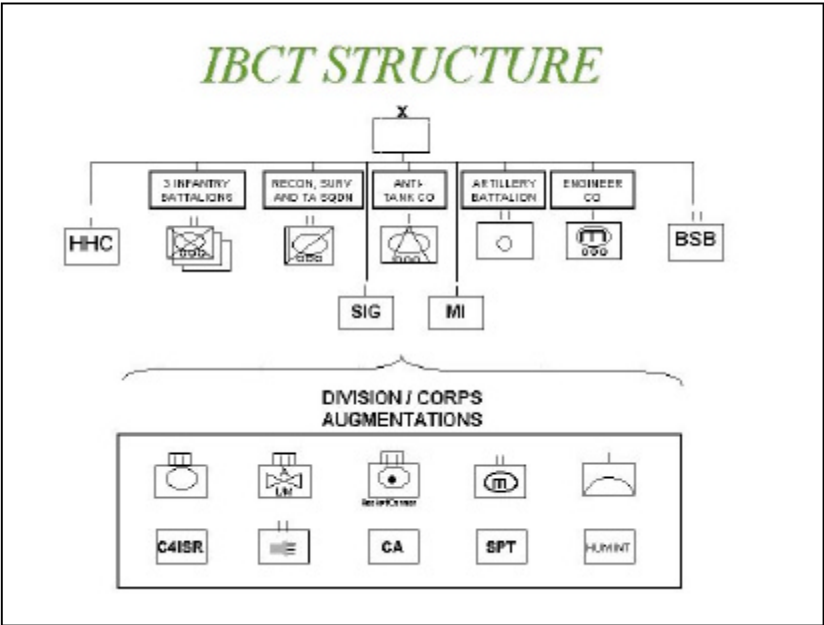 IBCT STRUCTURE
X
3 INFANTRY
BATTALIONS
RECON, SURV
AND TA SQDN
ANTI-
TANK CO
ARTILLERY
BATTALION
ENGINEER
CO
HHC
BSB
SIG
MI
DIVISION / CORPS
AUGMENTATIONS
C4ISR
CA
SPT
HUMINT